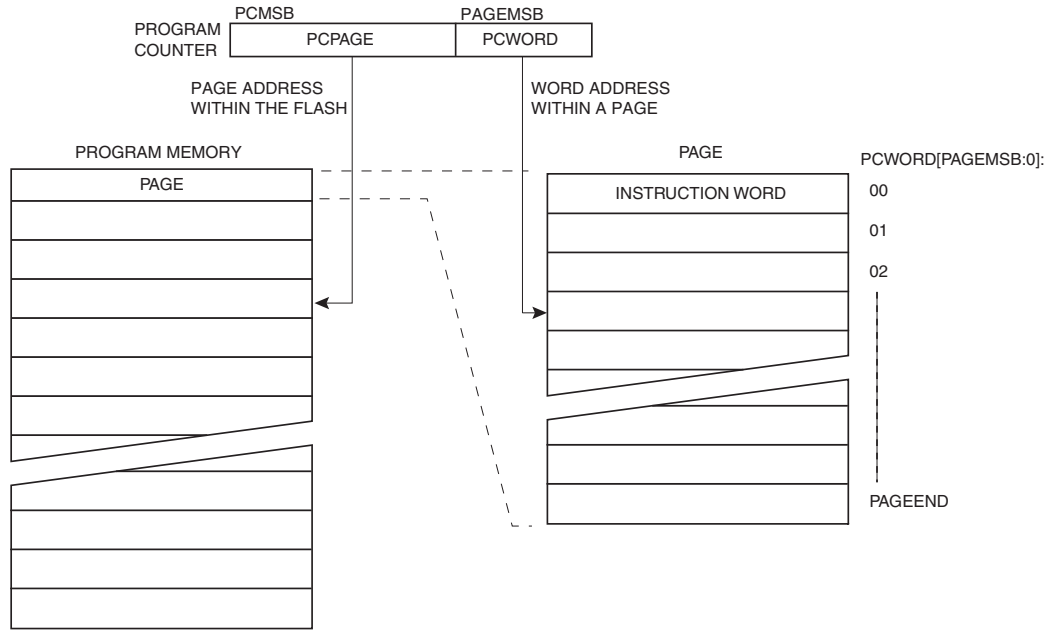 PCMSB
PAGEMSB
PROGRAM
COUNTER
PCPAGE
PCWORD
PAGE ADDRESS
WITHIN THE FLASH
WORD ADDRESS
WITHIN A PAGE
PROGRAM MEMORY
PAGE
PAGE
PCWORD[PAGEMSB:0]:
INSTRUCTION WORD
00
01
02
PAGEEND